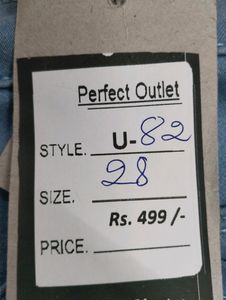 Perfect Outlet
STYLE. U-82
SIZE. 28
Rs. 499 /-
PRICE.